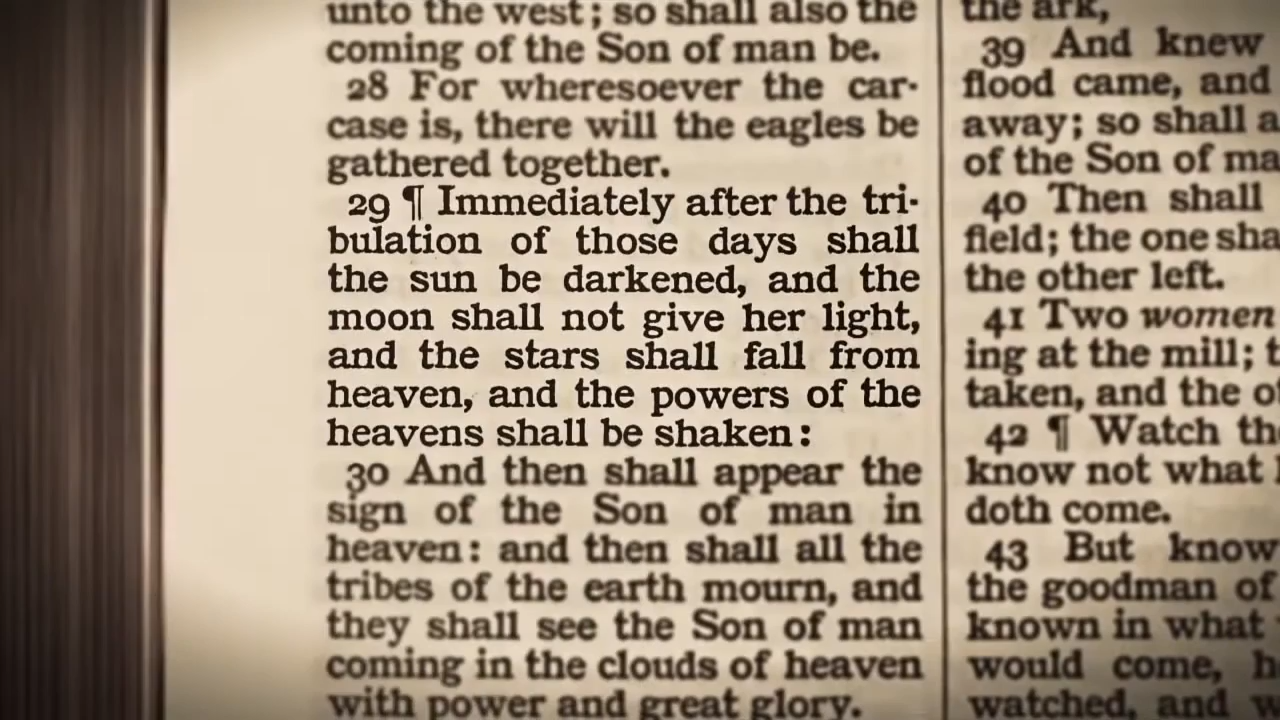 unto the west; so shall also the
coming of the Son of man be.
28 For wheresoever the car-
case is, there will the eagles be
gathered together.
29 ¶ Immediately after the tri-
bulation of those days shall
the sun be darkened, and the
moon shall not give her light,
and the stars shall fall from
heaven, and the powers of the
heavens shall be shaken:
30 And then shall appear the
sign of the Son of man in
heaven: and then shall all the
tribes of the earth mourn, and
they shall see the Son of man
coming in the clouds of heaven
with power and great glory.
the ark,
39 And knew
flood came, and
away; so shall a
of the Son of ma
40 Then shall
field; the one sha
the other left.
41 Two women
ing at the mill; t
taken, and the o
42 ¶ Watch the
know not what
doth come.
43 But know
the goodman of
known in what
would come, h
watched, and w